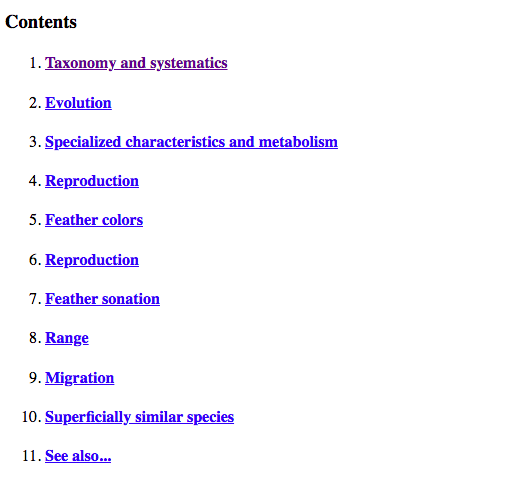 Contents
1. Taxonomy and systematics
2. Evolution
3. Specialized characteristics and metabolism
4. Reproduction
5. Feather colors
6. Reproduction
7. Feather sonation
8. Range
9. Migration
10. Superficially similar species
11. See also...